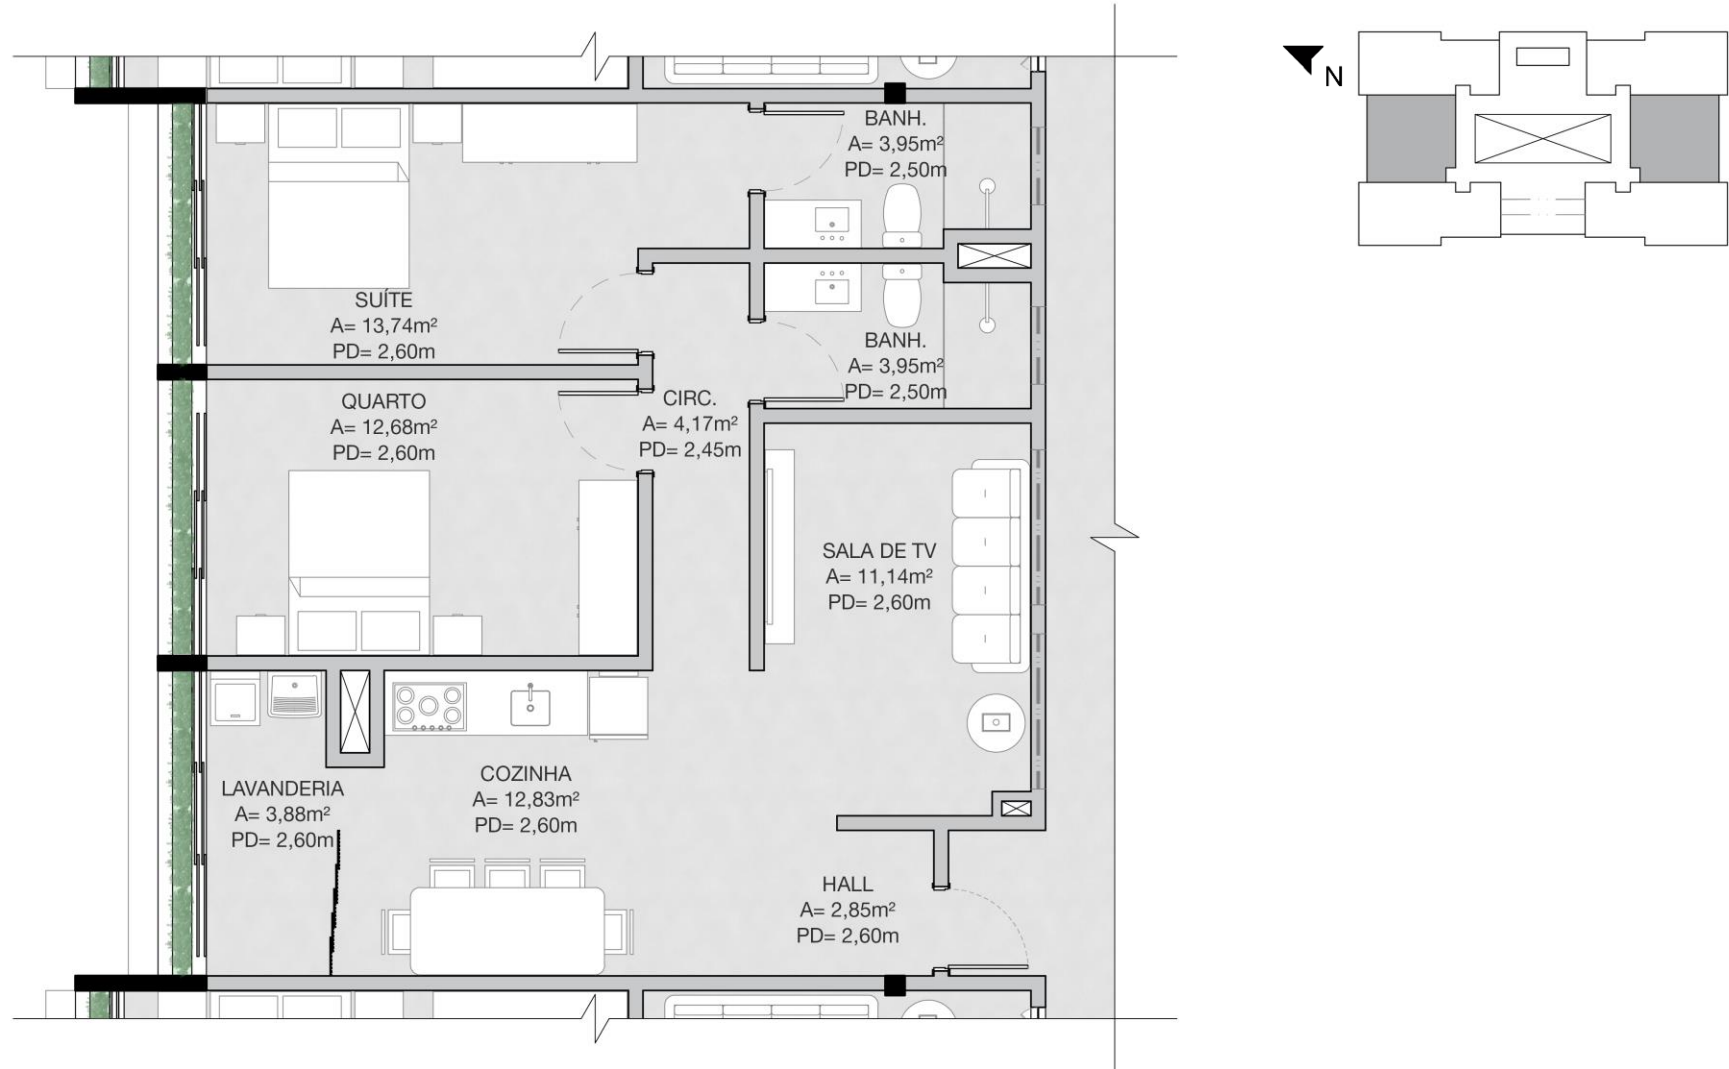 N
BANH.
A= 3,95m²
PD= 2,50m
SUÍTE
A= 13,74m²
PD= 2,60m
BANH.
A= 3,95m²
PD= 2,50m
QUARTO
A= 12,68m²
PD= 2,60m
CIRC.
A= 4,17m²
PD= 2,45m
SALA DE TV
A= 11,14m²
PD= 2,60m
LAVANDERIA
A= 3,88m²
PD= 2,60m
COZINHA
A= 12,83m²
PD= 2,60m
HALL
A= 2,85m²
PD= 2,60m